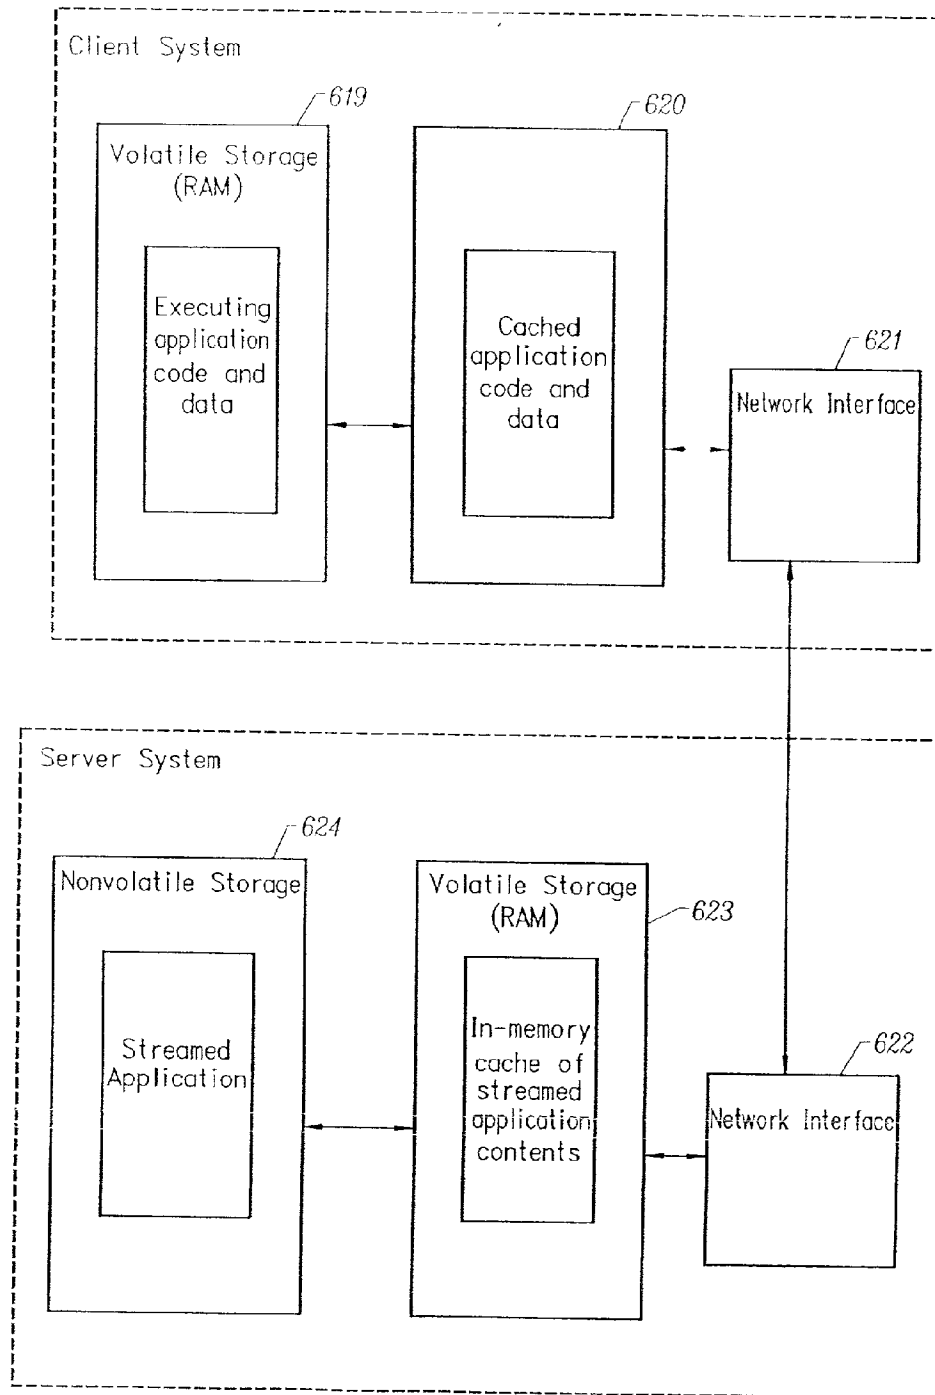 Client System
619
620
Volatile Storage
(RAM)
Executing
application
code and
data
Cached
application
code and
data
621
Network Interface
Server System
624
Nonvolatile Storage
Streamed
Application
Volatile Storage
(RAM)
623
In-memory
cache of
streamed
application
contents
622
Network Interface